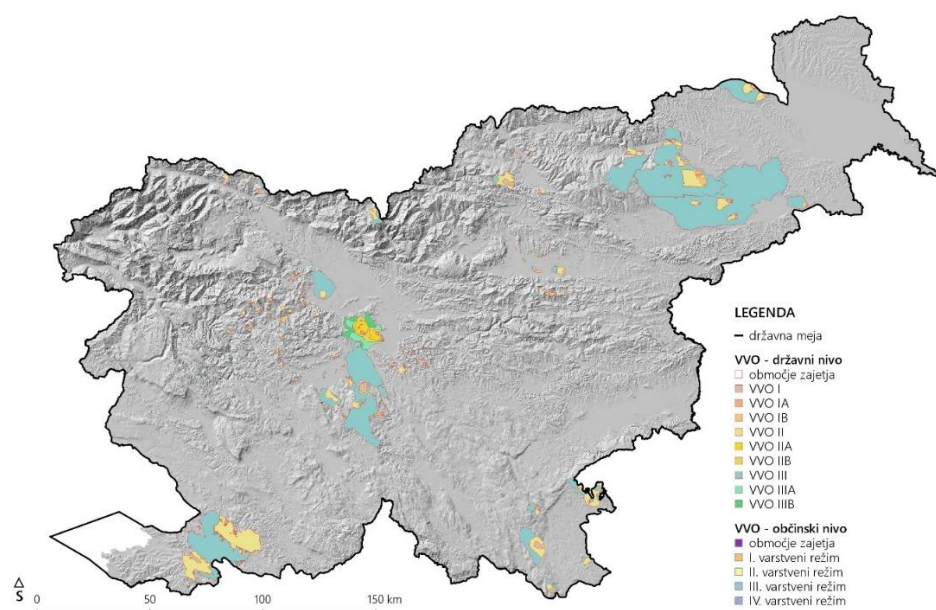 LEGENDA
državna meja
VVO - državni nivo
območje zajetja
VVO I
VVO IA
VVO IB
VVO II
VVO IIA
VVO IIB
VVO III
VVO IIIA
VVO IIIB
VVO - občinski nivo
območje zajetja
I. varstveni režim
II. varstveni režim
III. varstveni režim
IV. varstveni režim
S
0 50 100 150 km